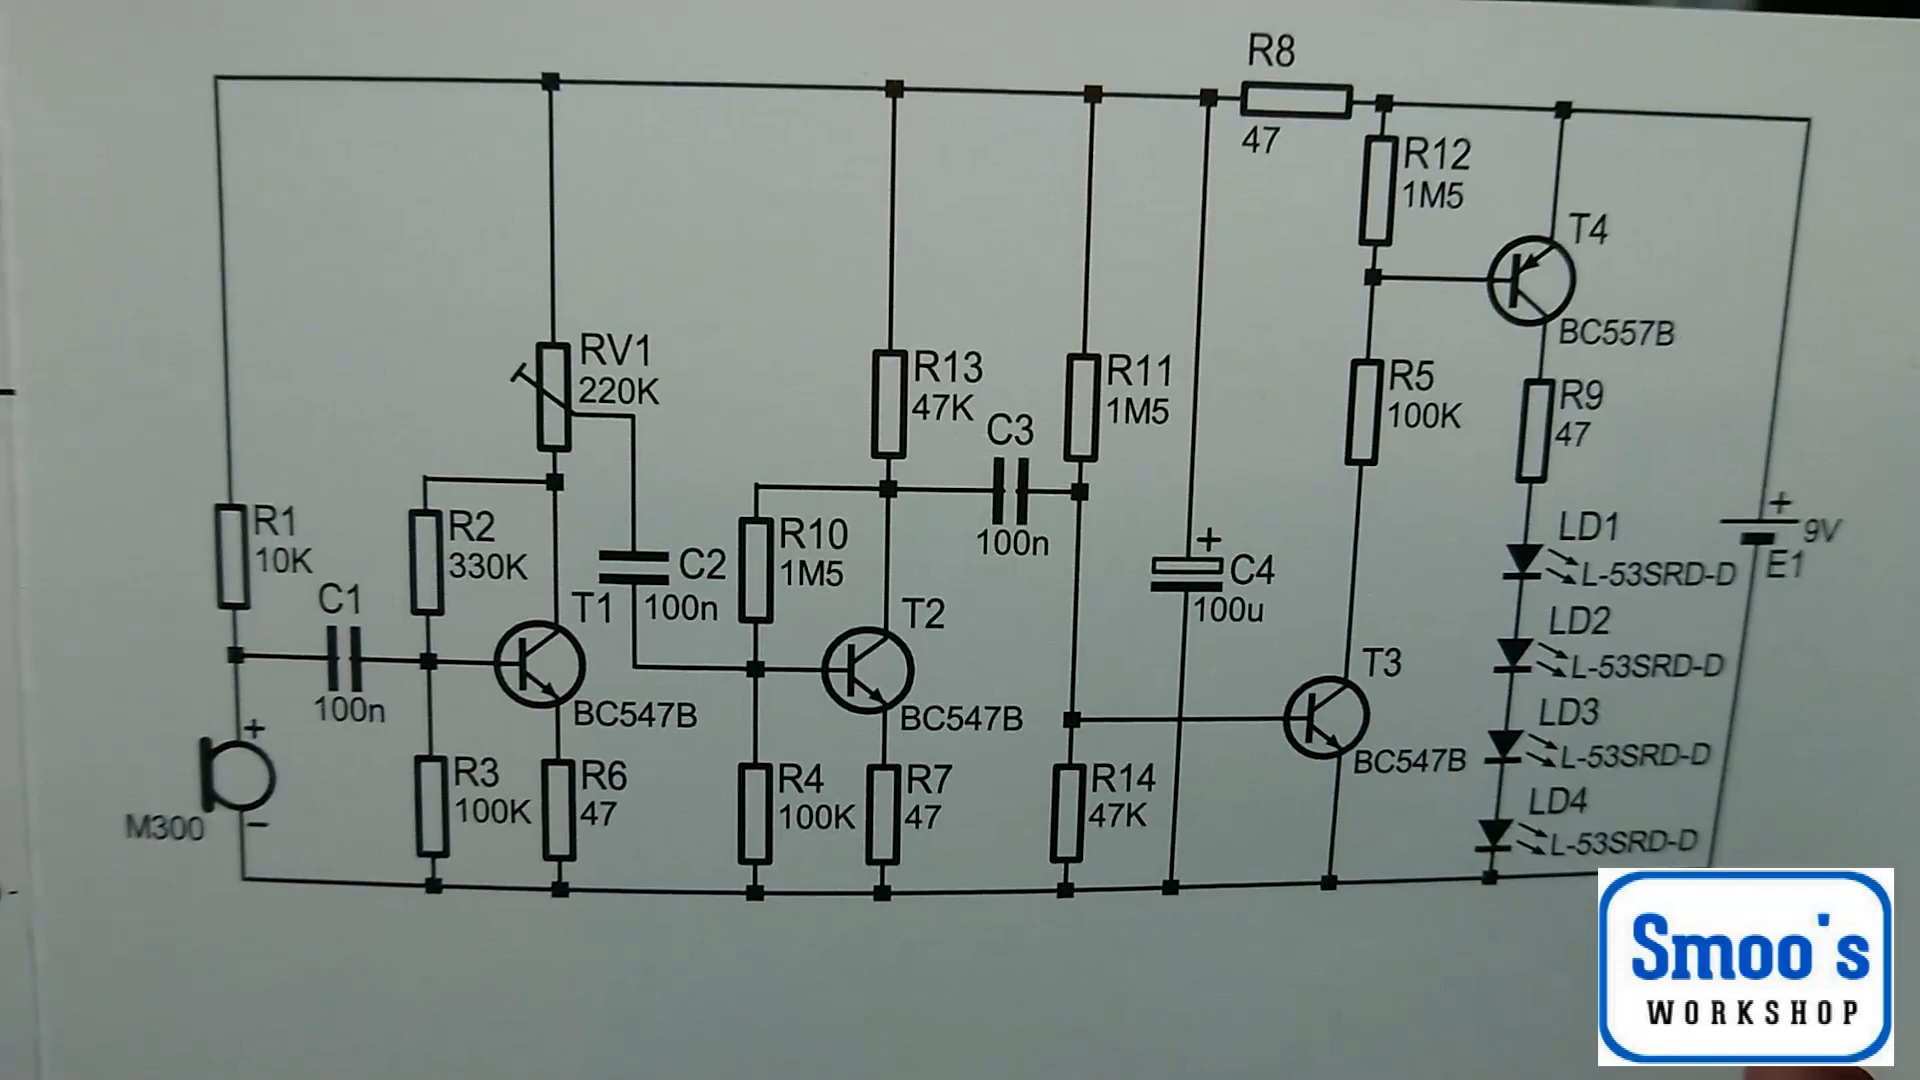 R8
47
R12
1M5
T4
BC557B
RV1
220K
R13
47K
R11
1M5
R5
100K
R9
47
C3
100n
R1
10K
R2
330K
C1
100n
T1
BC547B
C2
100n
R10
1M5
T2
BC547B
+
C4
100u
+
9V
E1
LD1
L-53SRD-D
LD2
L-53SRD-D
LD3
L-53SRD-D
LD4
L-53SRD-D
T3
BC547B
+
M300
–
R3
100K
R6
47
R4
100K
R7
47
R14
47K
Smoo's
WORKSHOP